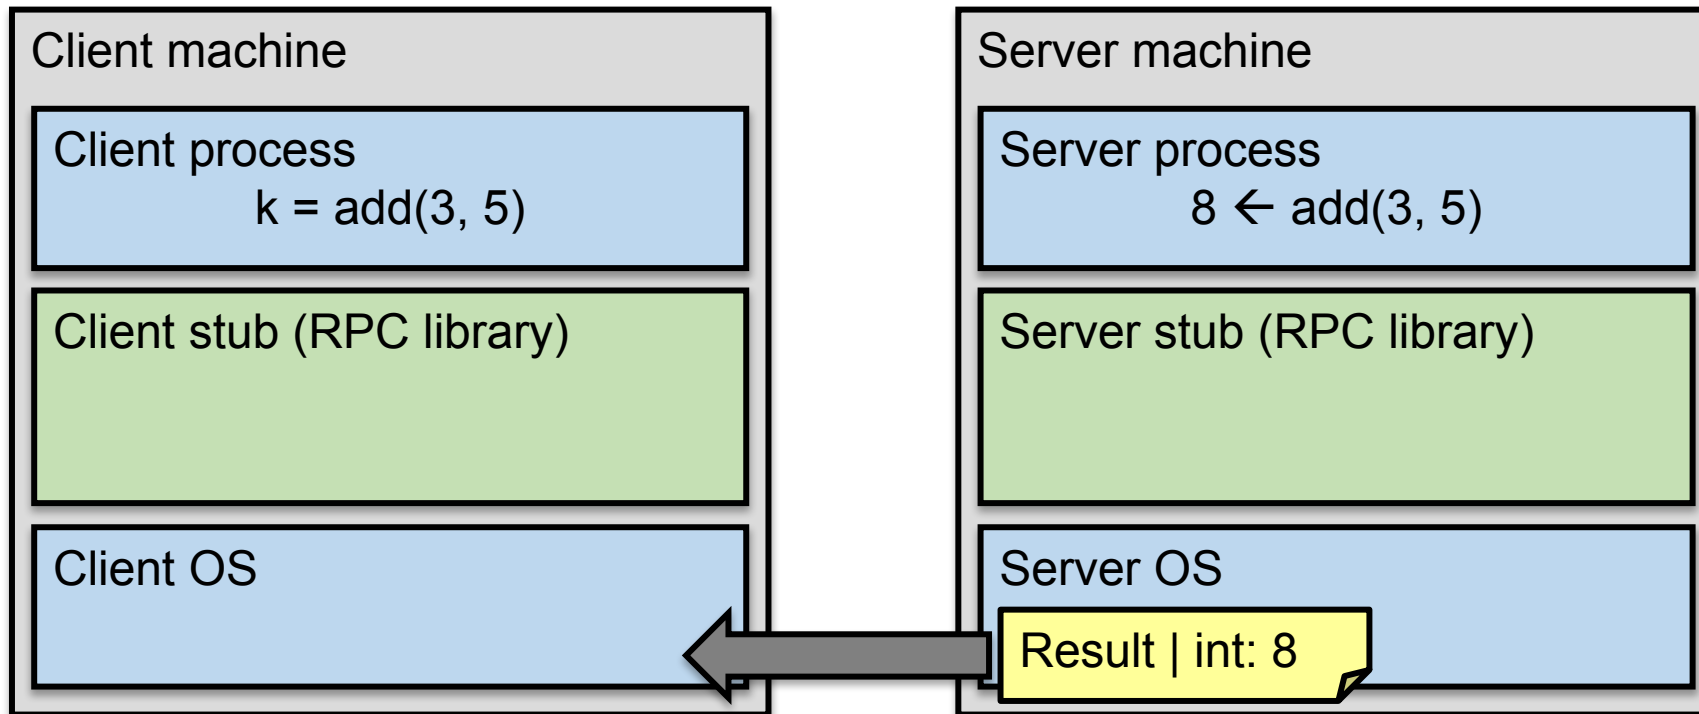 Client machine
Client process
k = add(3, 5)
Client stub (RPC library)
Client OS
Server machine
Server process
8 ← add(3, 5)
Server stub (RPC library)
Server OS
Result | int: 8